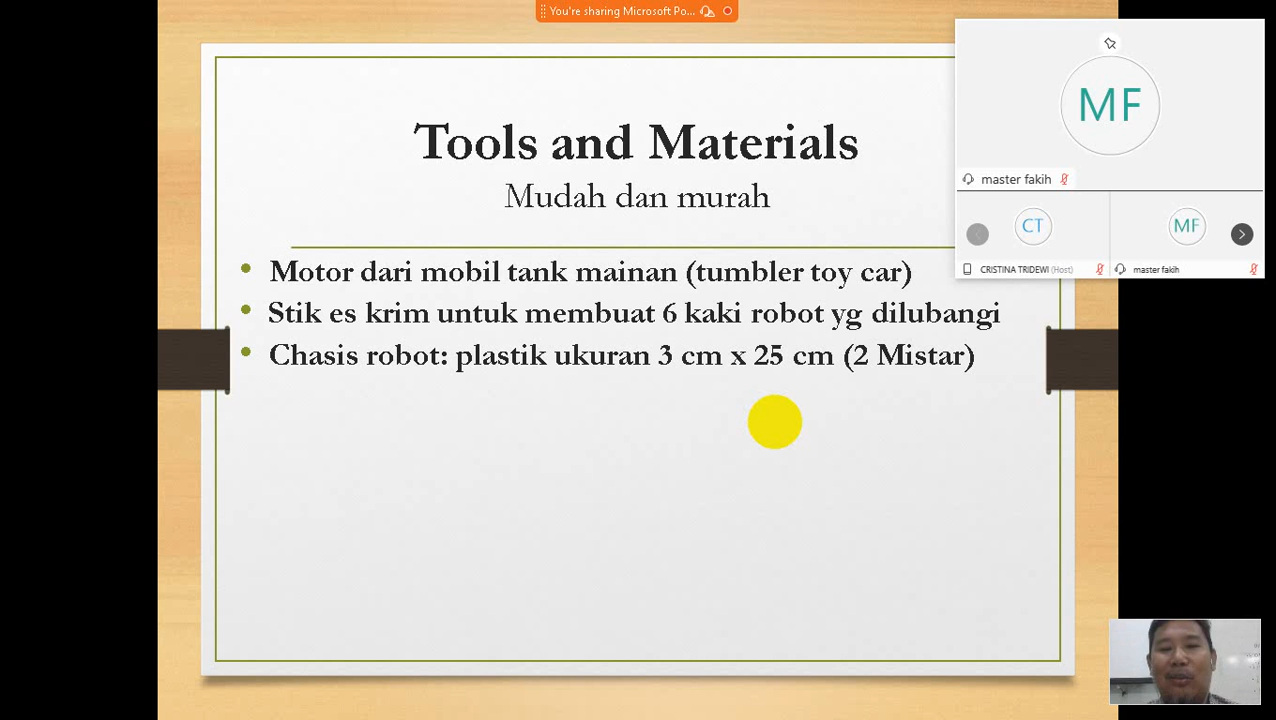 You're sharing Microsoft Po...
MF
master fakih
CT
MF
CRISTINA TRIDEWI (Host)
master fakih
Tools and Materials
Mudah dan murah
• Motor dari mobil tank mainan (tumbler toy car)
• Stik es krim untuk membuat 6 kaki robot yg dilubangi
• Chasis robot: plastik ukuran 3 cm x 25 cm (2 Mistar)